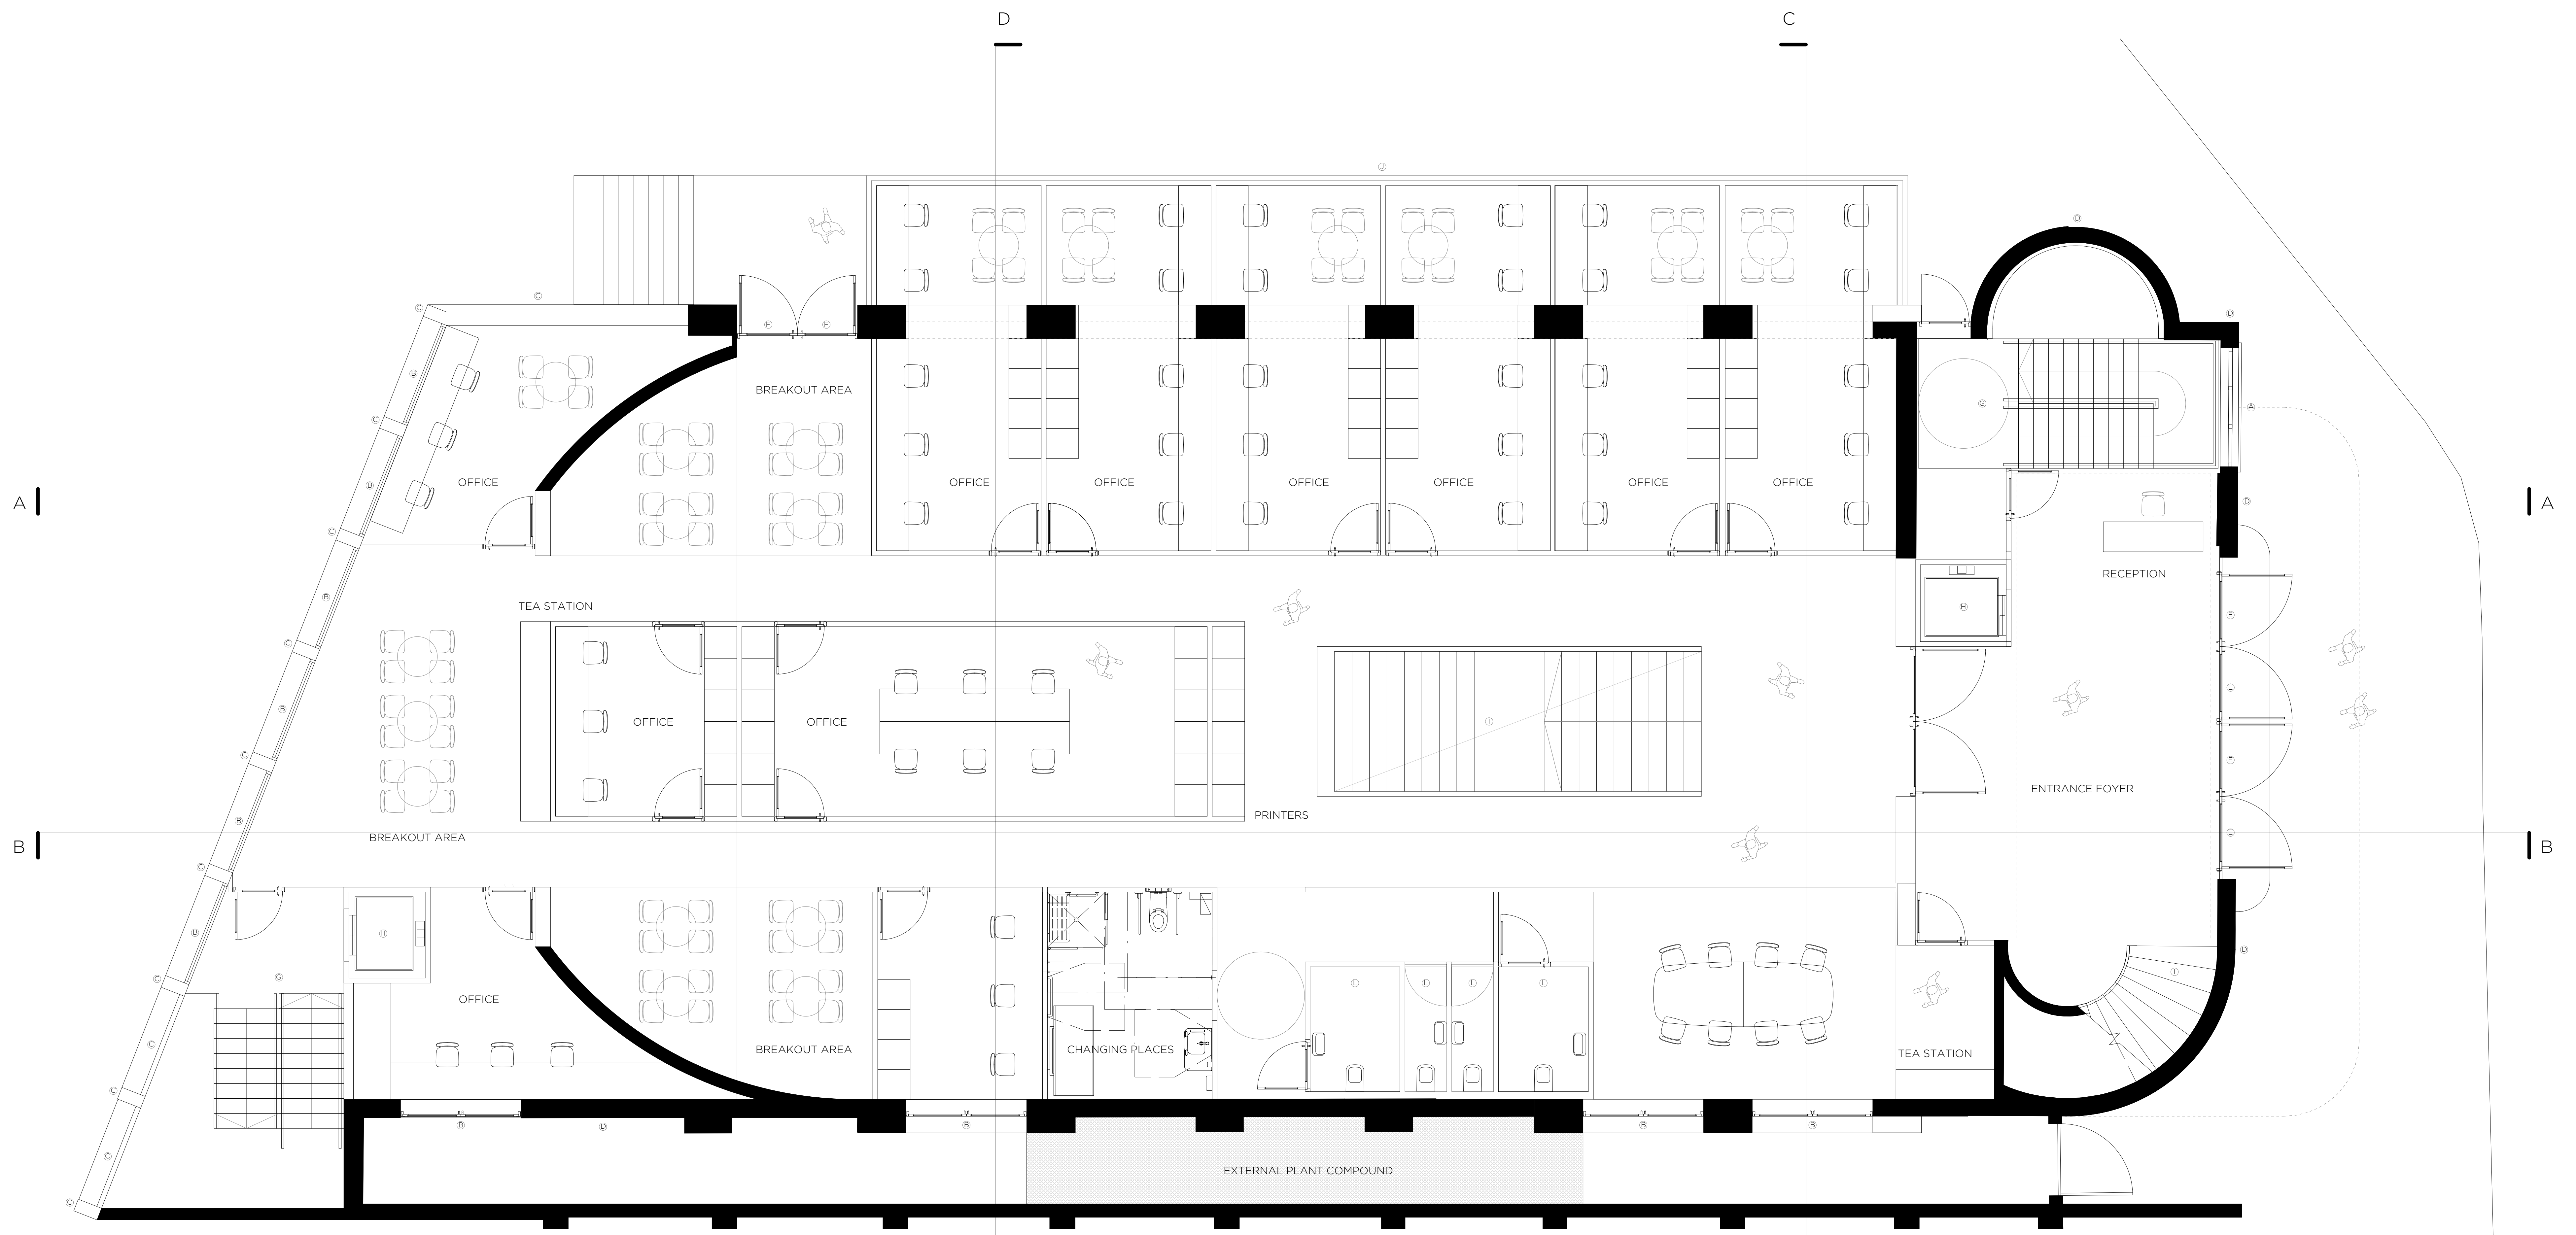 D C
J
D
C C D
F F
B
BREAKOUT AREA
G A
C
OFFICE OFFICE OFFICE OFFICE OFFICE OFFICE OFFICE
B
A D A
C
RECEPTION
B TEA STATION H
E
C
E
B OFFICE OFFICE I
C E
ENTRANCE FOYER
PRINTERS
B E
BREAKOUT AREA
B B
C
B H
D
I
G
C L L L L
OFFICE
C BREAKOUT AREA CHANGING PLACES
TEA STATION
C
B D B B B
C
EXTERNAL PLANT COMPOUND
C